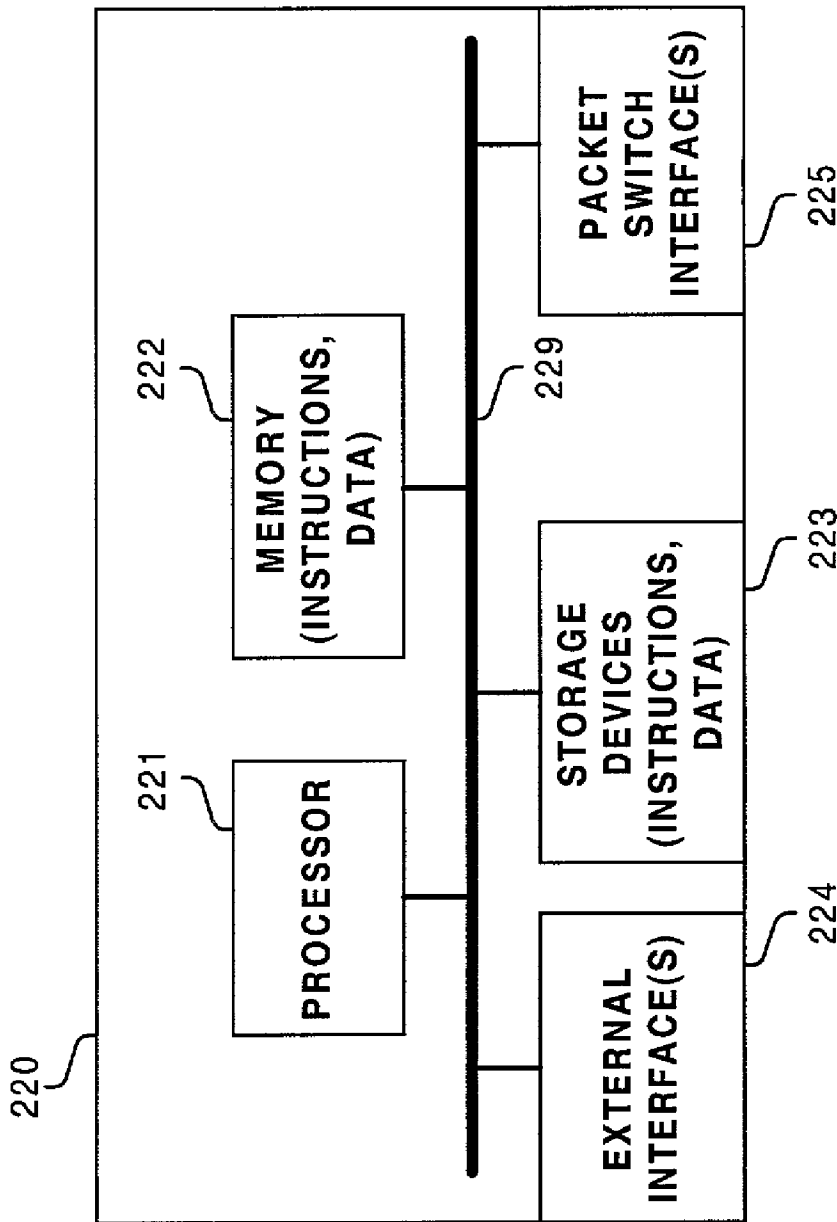 220
221
PROCESSOR
222
MEMORY
(INSTRUCTIONS,
DATA)
229
EXTERNAL
INTERFACE(S)
224
STORAGE
DEVICES
(INSTRUCTIONS,
DATA)
223
PACKET
SWITCH
INTERFACE(S)
225